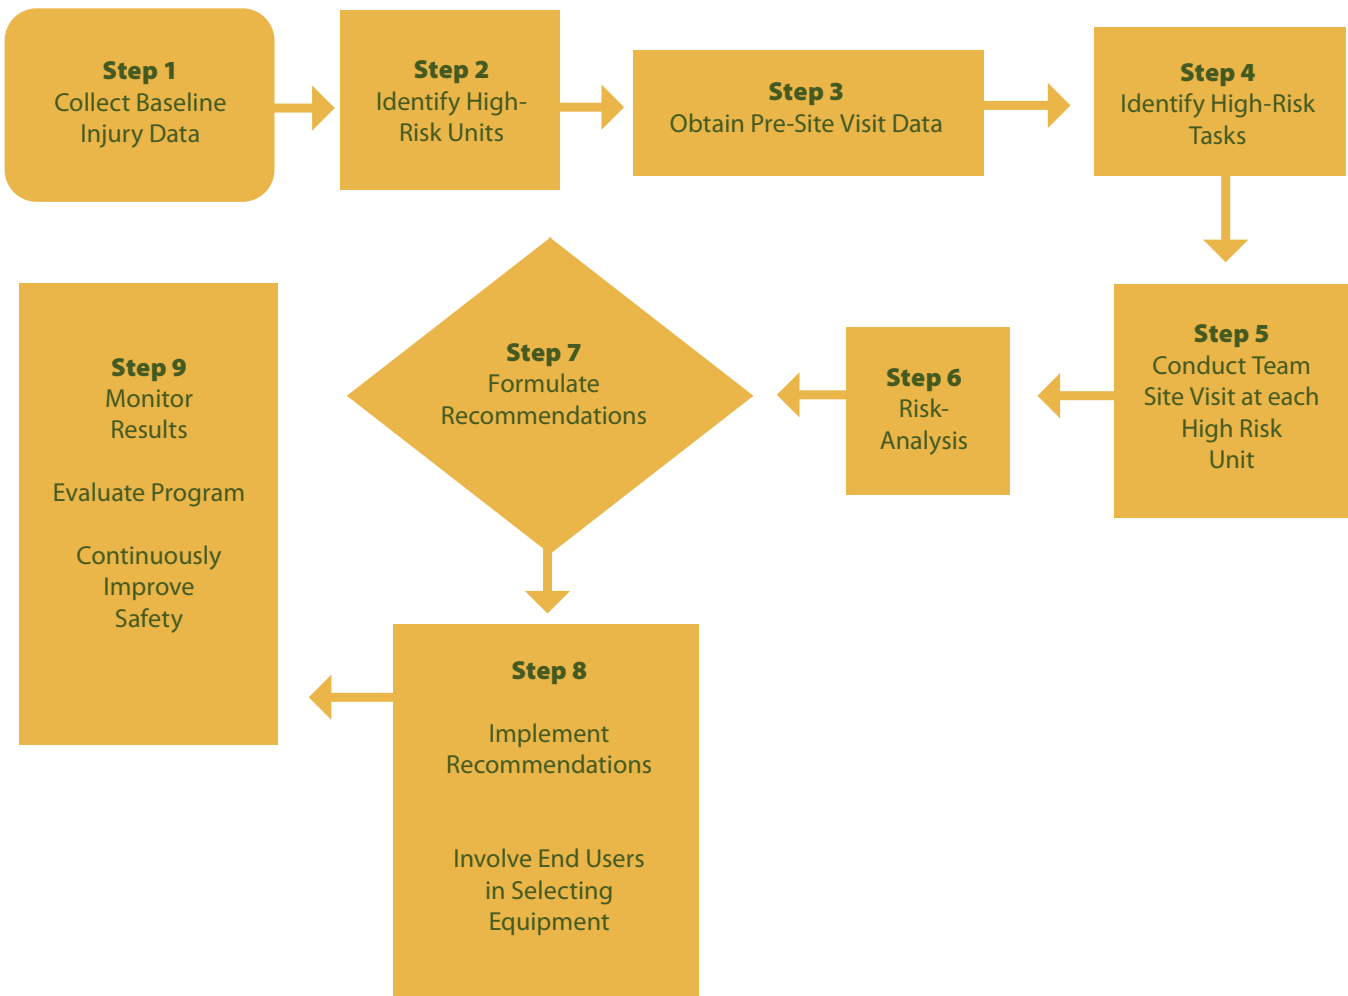 Step 1
Collect Baseline
Injury Data
Step 2
Identify High-
Risk Units
Step 3
Obtain Pre-Site Visit Data
Step 4
Identify High-Risk
Tasks
Step 5
Conduct Team
Site Visit at each
High Risk
Unit
Step 6
Risk-
Analysis
Step 7
Formulate
Recommendations
Step 8
Implement
Recommendations
Involve End Users
in Selecting
Equipment
Step 9
Monitor
Results
Evaluate Program
Continuously
Improve
Safety